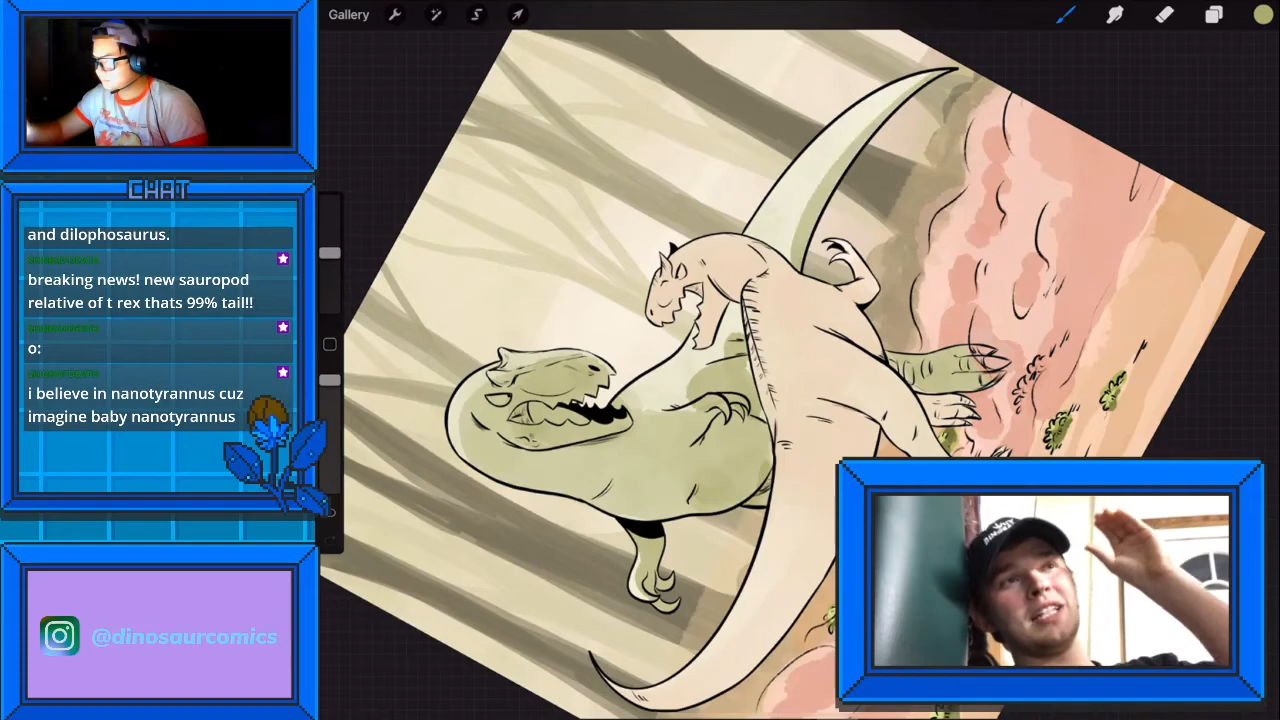 Gallery
CHAT
and dilophosaurus.
breaking news! new sauropod
relative of t rex thats 99% tail!!
o:
i believe in nanotyrannus cuz
imagine baby nanotyrannus
@dinosaurcomics